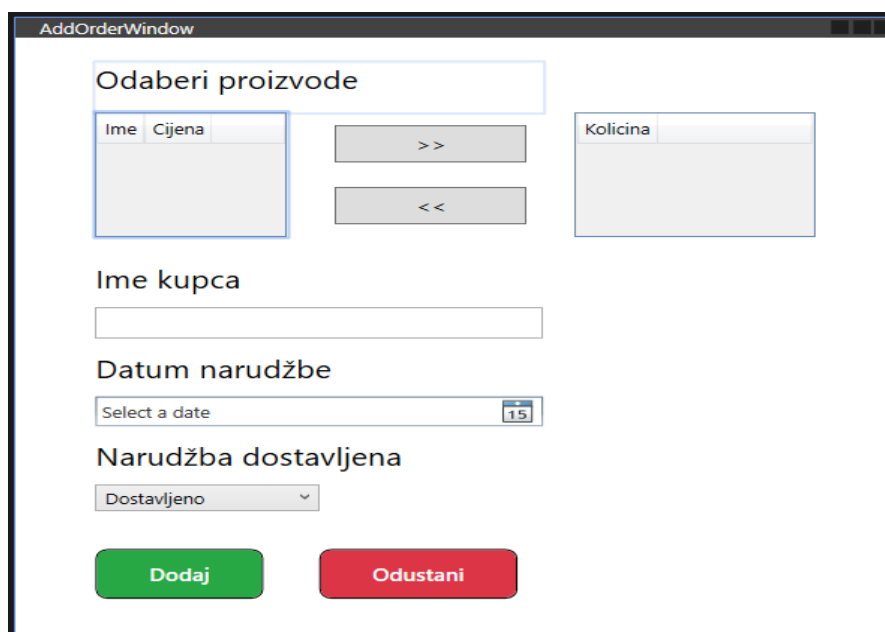 AddOrderWindow
Odaberi proizvode
Ime Cijena
>>
Kolicina
<<
Ime kupca
Datum narudžbe
Select a date 15
Narudžba dostavljena
Dostavljeno
Dodaj Odustani